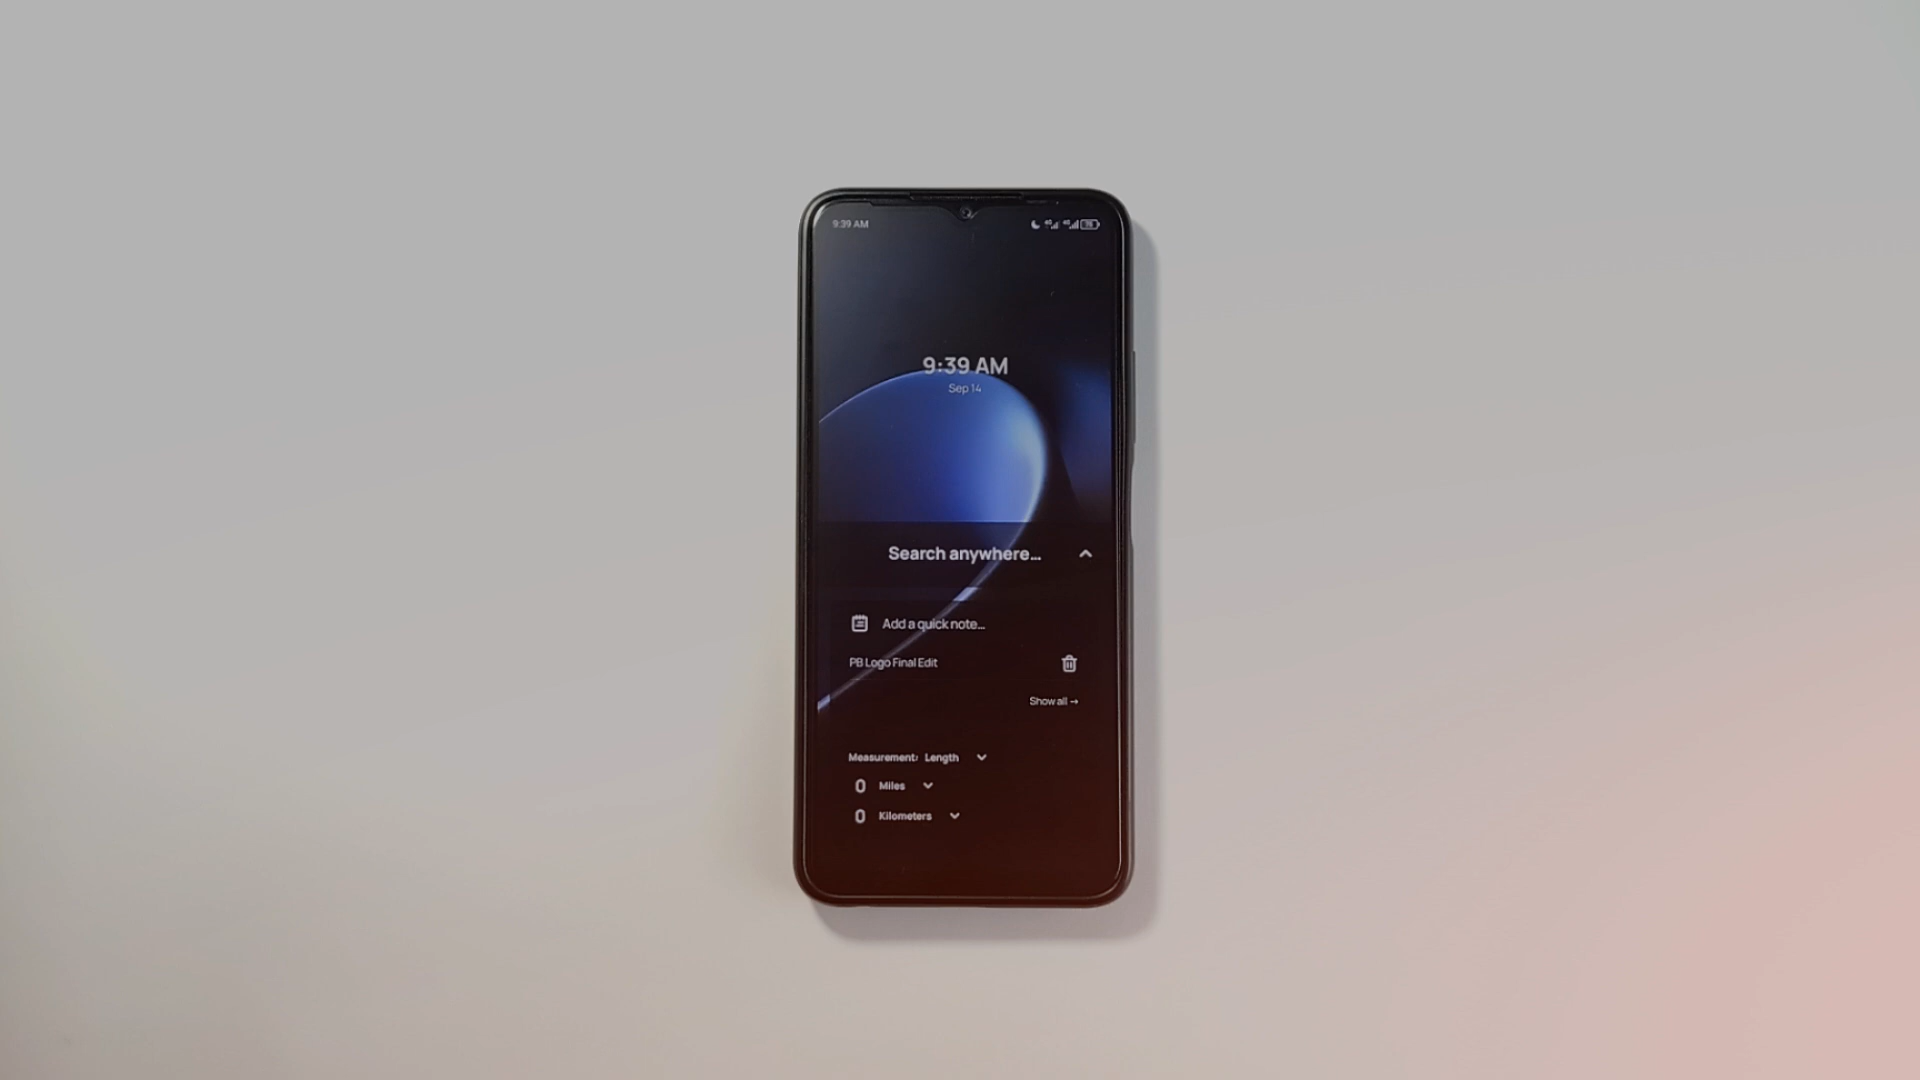 9:39 AM
9:39 AM
Sep 14
Search anywhere...
Add a quick note...
PB Logo Final Edit
Show all →
Measurement: Length
0 Miles
0 Kilometers